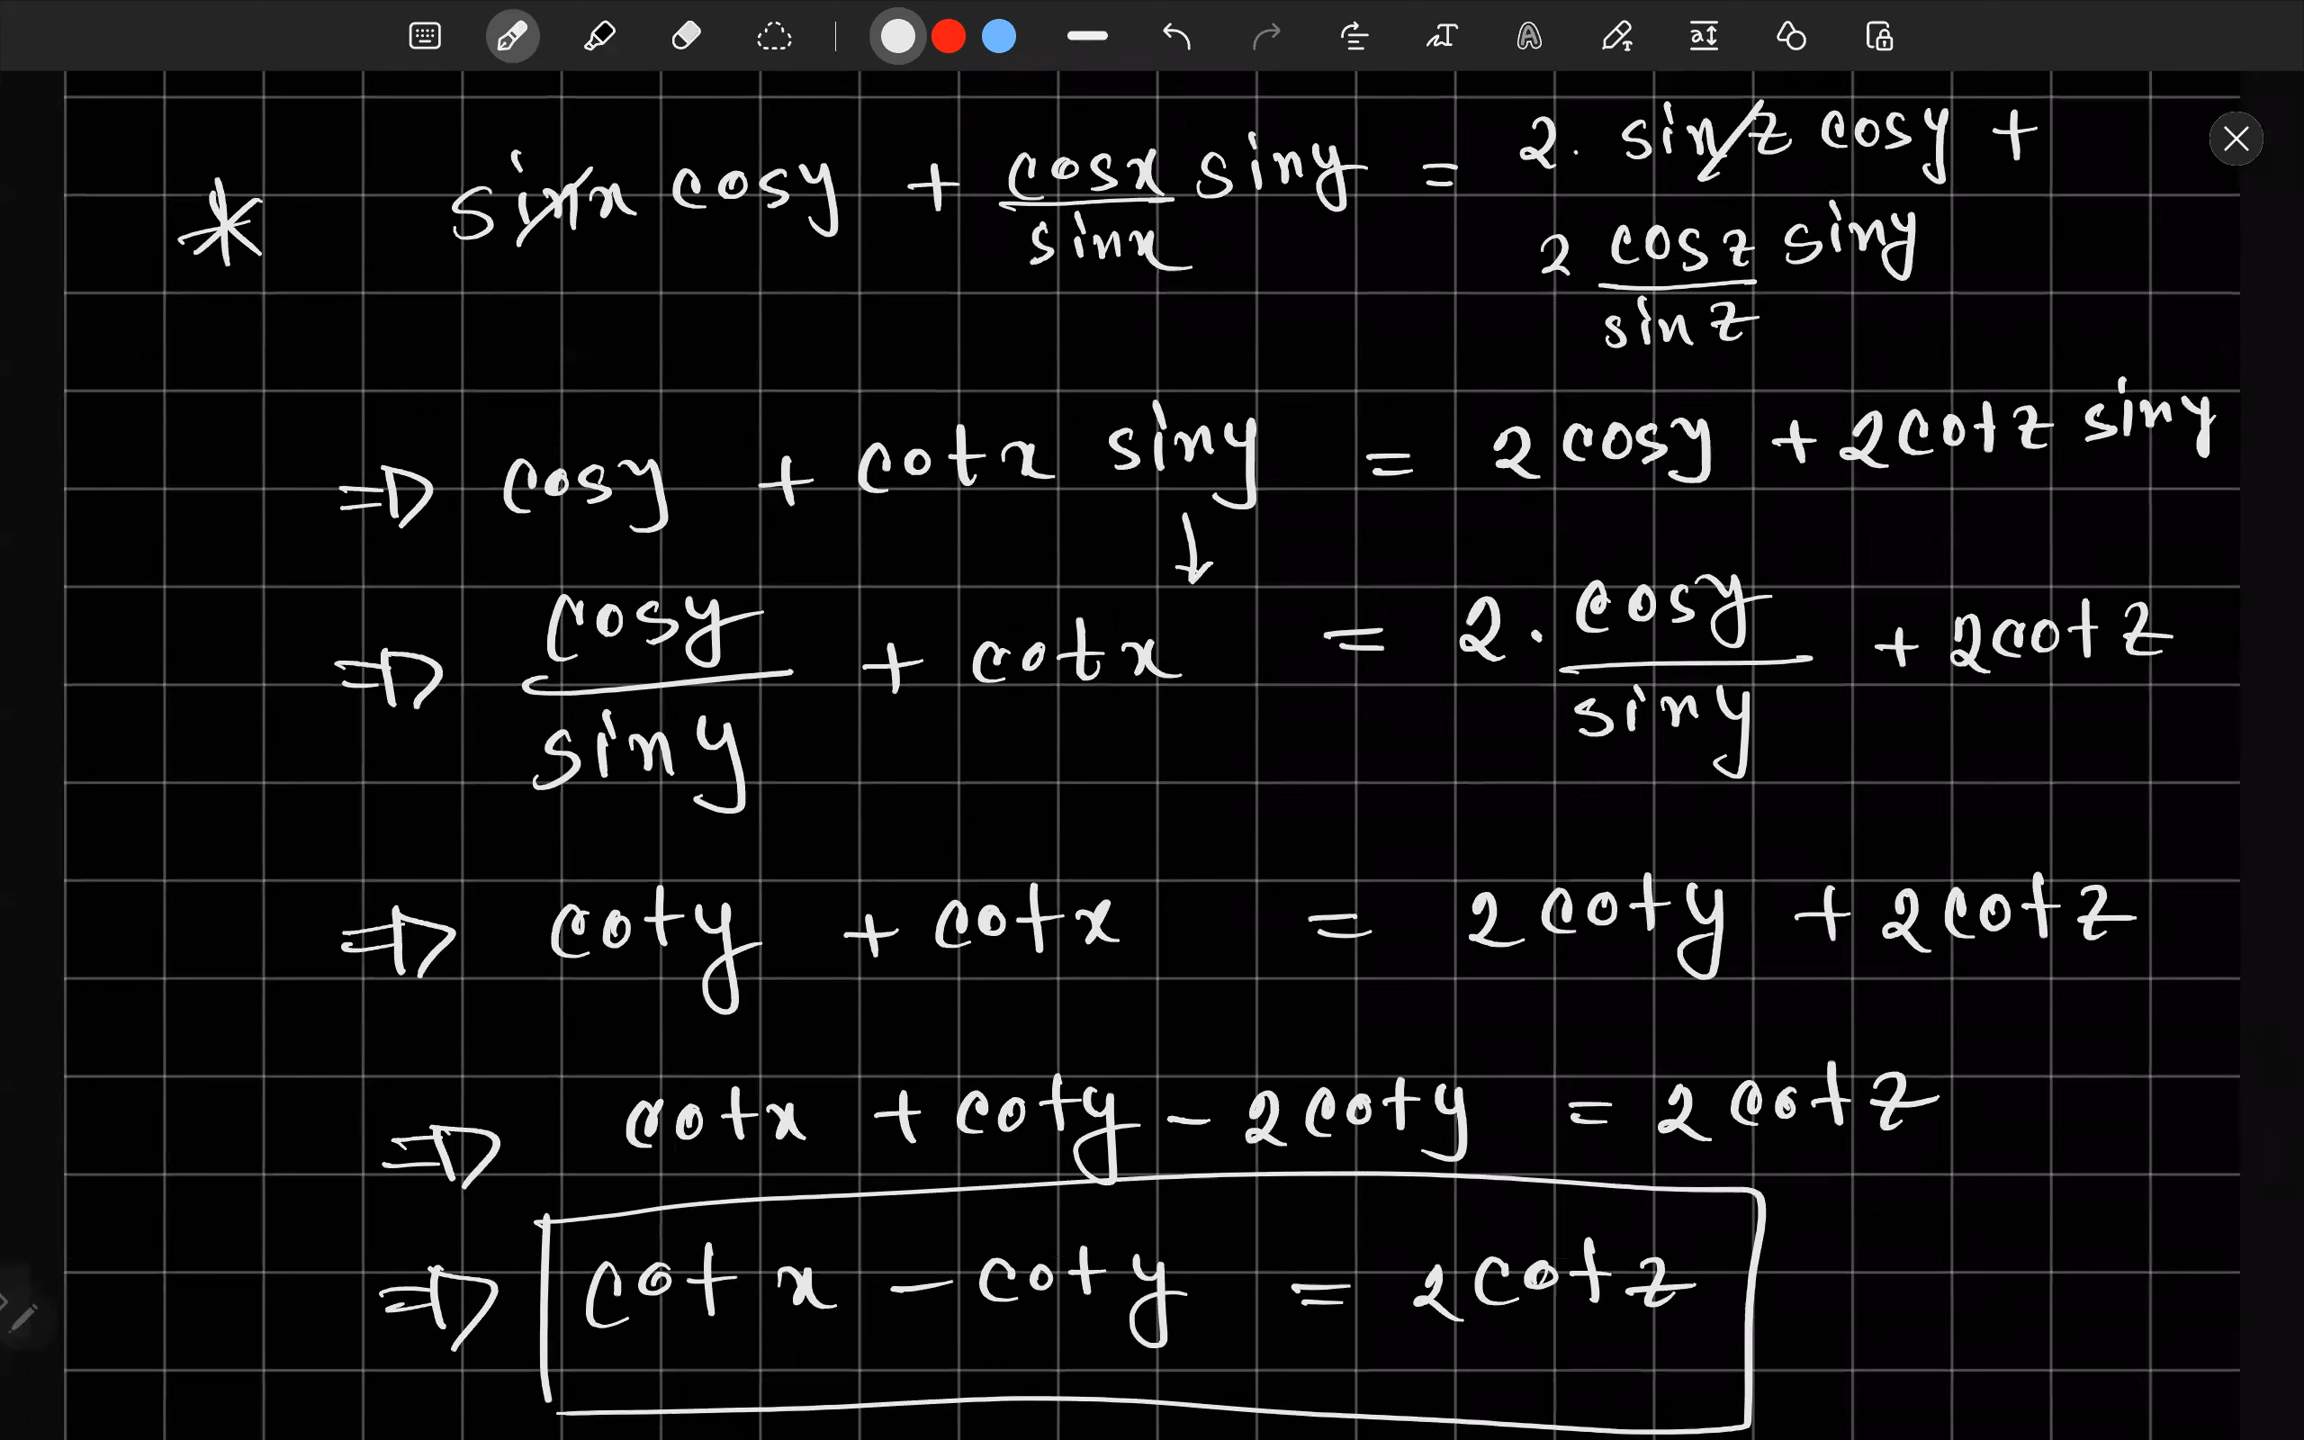 * sinx cosy + cosx/sinx siny = 2. sinz cosy +
2 cosz/sinz siny
⇒ cosy + cotx siny = 2cosy + 2cotz siny
↓
⇒ cosy/siny + cotx = 2. cosy/siny + 2cotz
⇒ coty + cotx = 2coty + 2cotz
⇒ cotx + coty - 2coty = 2cotz
⇒ cotx - coty = 2cotz